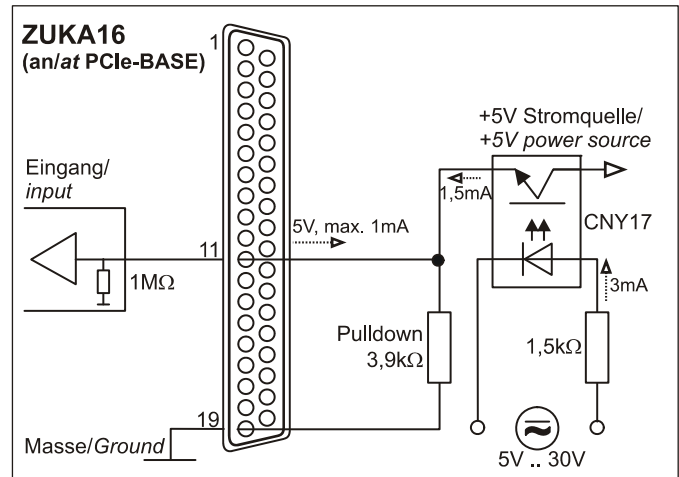 ZUKA16
(an/at PCIe-BASE)
1
+5V Stromquelle/
+5V power source
Eingang/
input
1,5mA
CNY17
5V, max. 1mA
11
1MΩ
3mA
Pulldown
3,9kΩ
1,5kΩ
19
Masse/Ground
5V .. 30V